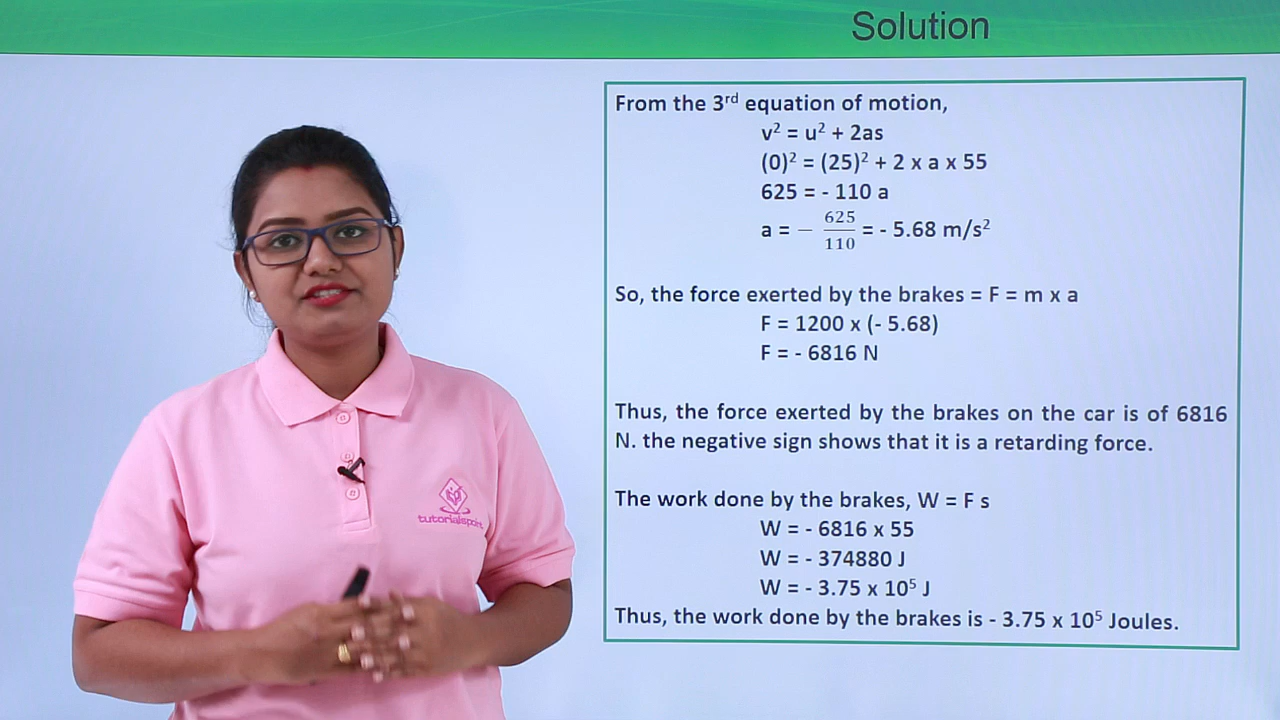 Solution
From the 3rd equation of motion,
v² = u² + 2as
(0)² = (25)² + 2 x a x 55
625 = - 110 a
a = − 625/110 = - 5.68 m/s²
So, the force exerted by the brakes = F = m x a
F = 1200 x (- 5.68)
F = - 6816 N
Thus, the force exerted by the brakes on the car is of 6816
N. the negative sign shows that it is a retarding force.
The work done by the brakes, W = F s
W = - 6816 x 55
W = - 374880 J
W = - 3.75 x 10⁵ J
Thus, the work done by the brakes is - 3.75 x 10⁵ Joules.
tutorialspoint